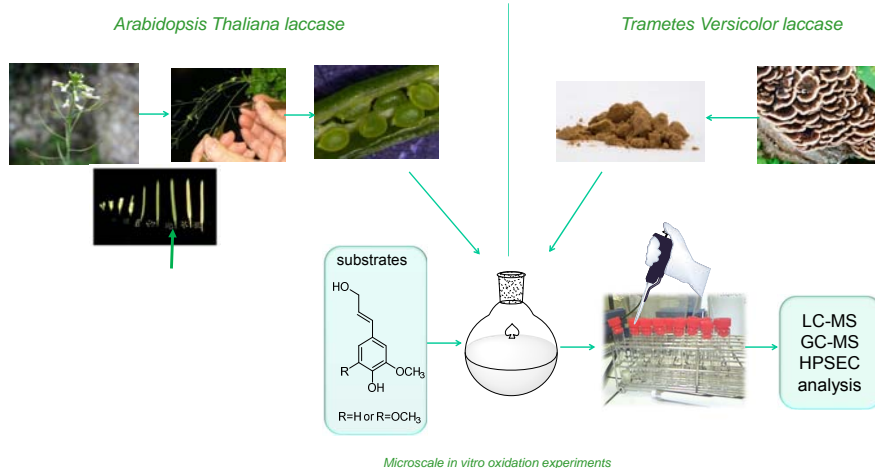 Arabidopsis Thaliana laccase
Trametes Versicolor laccase
substrates
HO
R
OCH₃
OH
R=H or R=OCH₃
LC-MS
GC-MS
HPSEC
analysis
Microscale in vitro oxidation experiments